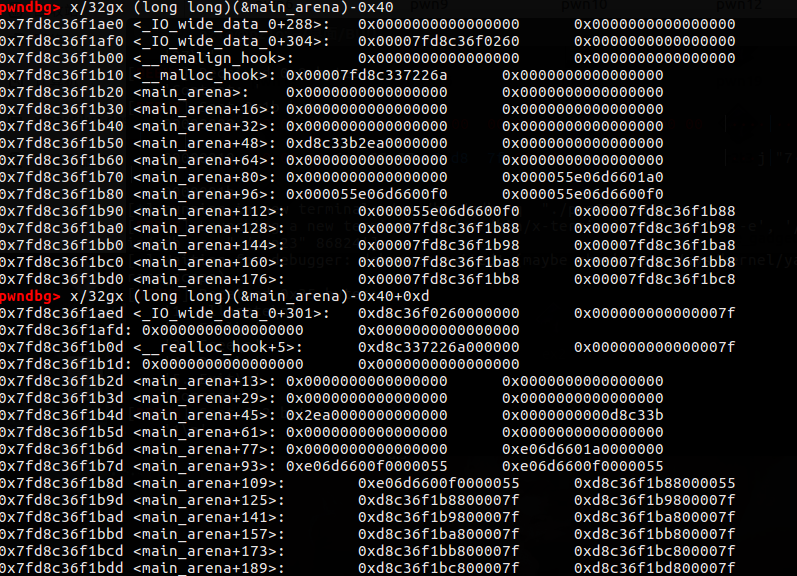 pwndbg> x/32gx (long long)(&main_arena)-0x40
0x7fd8c36f1ae0 <_IO_wide_data_0+288>: 0x0000000000000000 0x0000000000000000
0x7fd8c36f1af0 <_IO_wide_data_0+304>: 0x00007fd8c36f0260 0x0000000000000000
0x7fd8c36f1b00 <__memalign_hook>: 0x0000000000000000 0x0000000000000000
0x7fd8c36f1b10 <__malloc_hook>: 0x00007fd8c337226a 0x0000000000000000
0x7fd8c36f1b20 <main_arena>: 0x0000000000000000 0x0000000000000000
0x7fd8c36f1b30 <main_arena+16>: 0x0000000000000000 0x0000000000000000
0x7fd8c36f1b40 <main_arena+32>: 0x0000000000000000 0x0000000000000000
0x7fd8c36f1b50 <main_arena+48>: 0xd8c33b2ea0000000 0x0000000000000000
0x7fd8c36f1b60 <main_arena+64>: 0x0000000000000000 0x0000000000000000
0x7fd8c36f1b70 <main_arena+80>: 0x0000000000000000 0x000055e06d6601a0
0x7fd8c36f1b80 <main_arena+96>: 0x000055e06d6600f0 0x000055e06d6600f0
0x7fd8c36f1b90 <main_arena+112>: 0x000055e06d6600f0 0x00007fd8c36f1b88
0x7fd8c36f1ba0 <main_arena+128>: 0x00007fd8c36f1b88 0x00007fd8c36f1b98
0x7fd8c36f1bb0 <main_arena+144>: 0x00007fd8c36f1b98 0x00007fd8c36f1ba8
0x7fd8c36f1bc0 <main_arena+160>: 0x00007fd8c36f1ba8 0x00007fd8c36f1bb8
0x7fd8c36f1bd0 <main_arena+176>: 0x00007fd8c36f1bb8 0x00007fd8c36f1bc8
pwndbg> x/32gx (long long)(&main_arena)-0x40+0xd
0x7fd8c36f1aed <_IO_wide_data_0+301>: 0xd8c36f0260000000 0x000000000000007f
0x7fd8c36f1afd: 0x0000000000000000 0x0000000000000000
0x7fd8c36f1b0d <__realloc_hook+5>: 0xd8c337226a000000 0x000000000000007f
0x7fd8c36f1b1d: 0x0000000000000000 0x0000000000000000
0x7fd8c36f1b2d <main_arena+13>: 0x0000000000000000 0x0000000000000000
0x7fd8c36f1b3d <main_arena+29>: 0x0000000000000000 0x0000000000000000
0x7fd8c36f1b4d <main_arena+45>: 0x2ea0000000000000 0x0000000000d8c33b
0x7fd8c36f1b5d <main_arena+61>: 0x0000000000000000 0x0000000000000000
0x7fd8c36f1b6d <main_arena+77>: 0x0000000000000000 0xe06d6601a0000000
0x7fd8c36f1b7d <main_arena+93>: 0xe06d6600f0000055 0xe06d6600f0000055
0x7fd8c36f1b8d <main_arena+109>: 0xe06d6600f0000055 0xd8c36f1b88000055
0x7fd8c36f1b9d <main_arena+125>: 0xd8c36f1b8800007f 0xd8c36f1b9800007f
0x7fd8c36f1bad <main_arena+141>: 0xd8c36f1b9800007f 0xd8c36f1ba800007f
0x7fd8c36f1bbd <main_arena+157>: 0xd8c36f1ba800007f 0xd8c36f1bb800007f
0x7fd8c36f1bcd <main_arena+173>: 0xd8c36f1bb800007f 0xd8c36f1bc800007f
0x7fd8c36f1bdd <main_arena+189>: 0xd8c36f1bc800007f 0xd8c36f1bd800007f